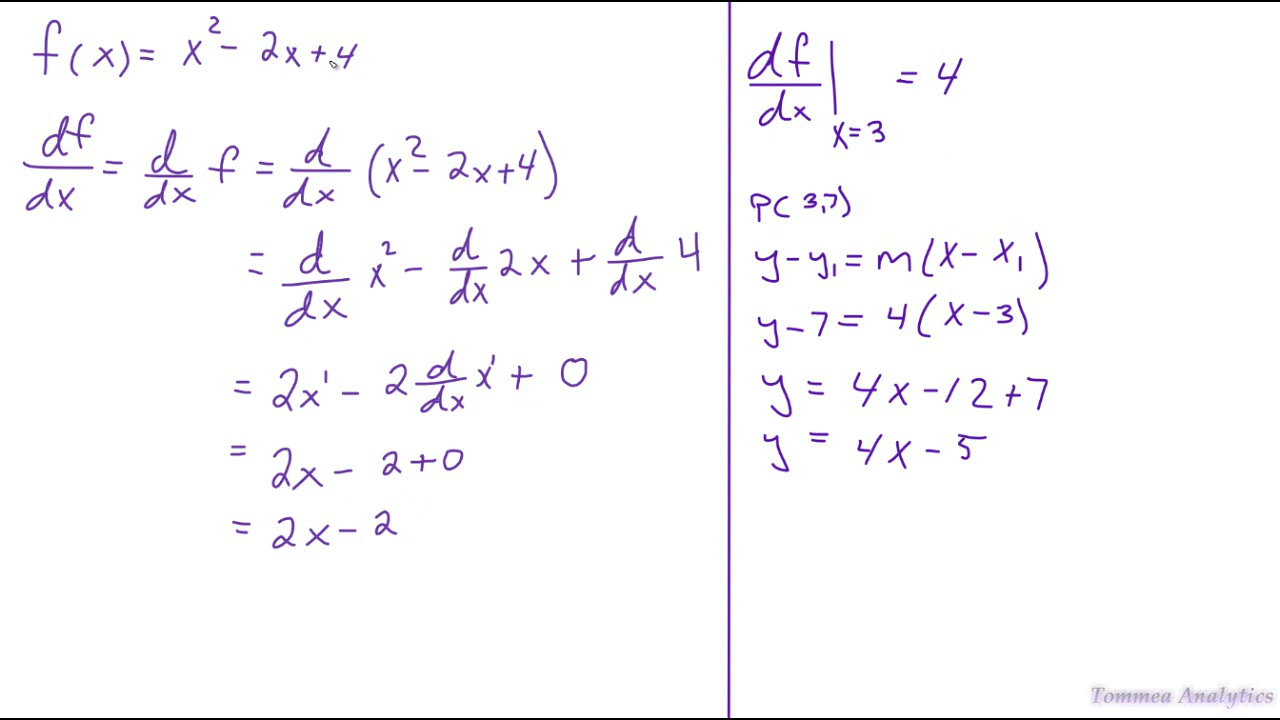 f(x) = x² - 2x + 4
df/dx = d/dx f = d/dx (x² - 2x + 4)
= d/dx x² - d/dx 2x + d/dx 4
= 2x¹ - 2 d/dx x¹ + 0
= 2x - 2 + 0
= 2x - 2
df/dx |x=3 = 4
P(3,7)
y - y₁ = m(x - x₁)
y - 7 = 4(x - 3)
y = 4x - 12 + 7
y = 4x - 5
Tommea Analytics